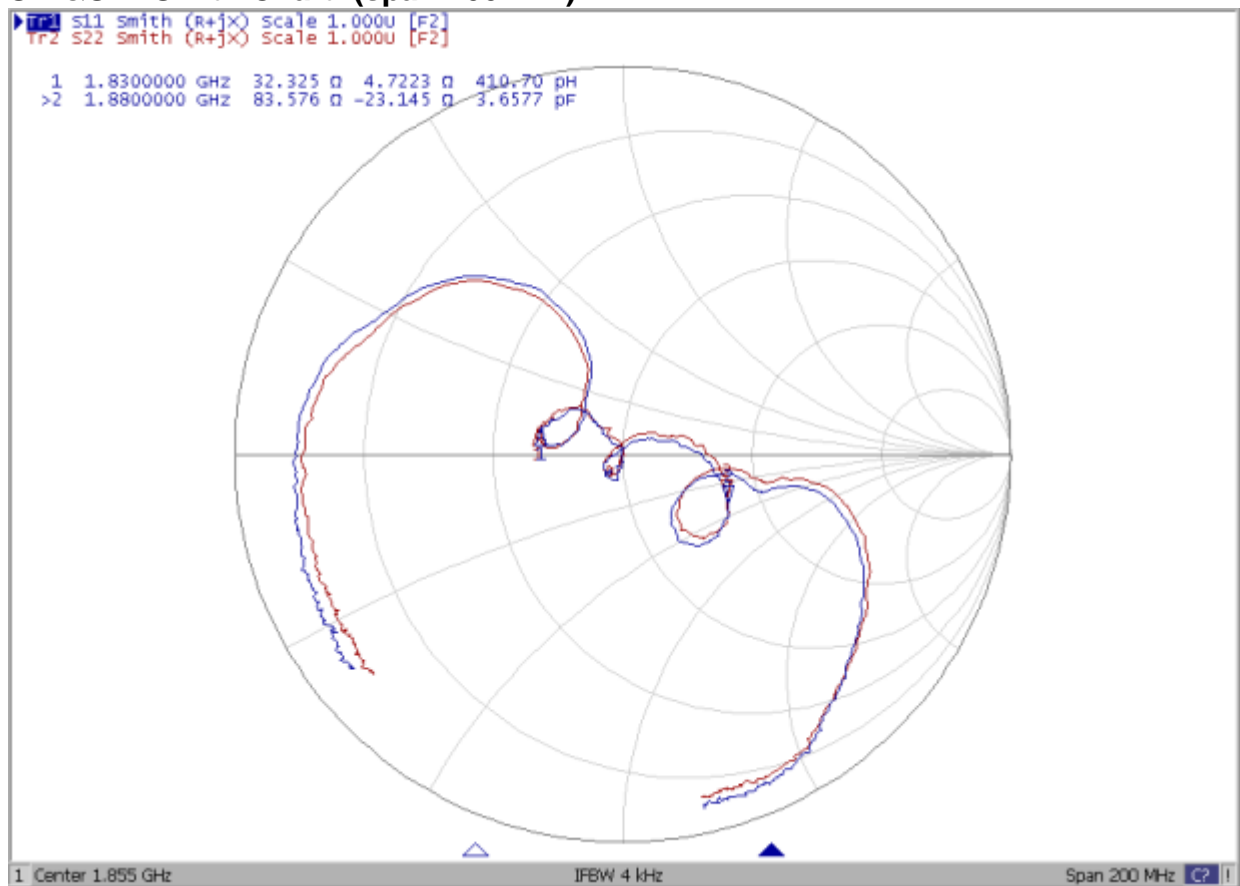 Tr1 S11 Smith (R+jX) Scale 1.000U [F2]
Tr2 S22 Smith (R+jX) Scale 1.000U [F2]
1 1.8300000 GHz 32.325 Ω 4.7223 Ω 410.70 pH
>2 1.8800000 GHz 83.576 Ω -23.145 Ω 3.6577 pF
1
1 Center 1.855 GHz IFBW 4 kHz Span 200 MHz C? !